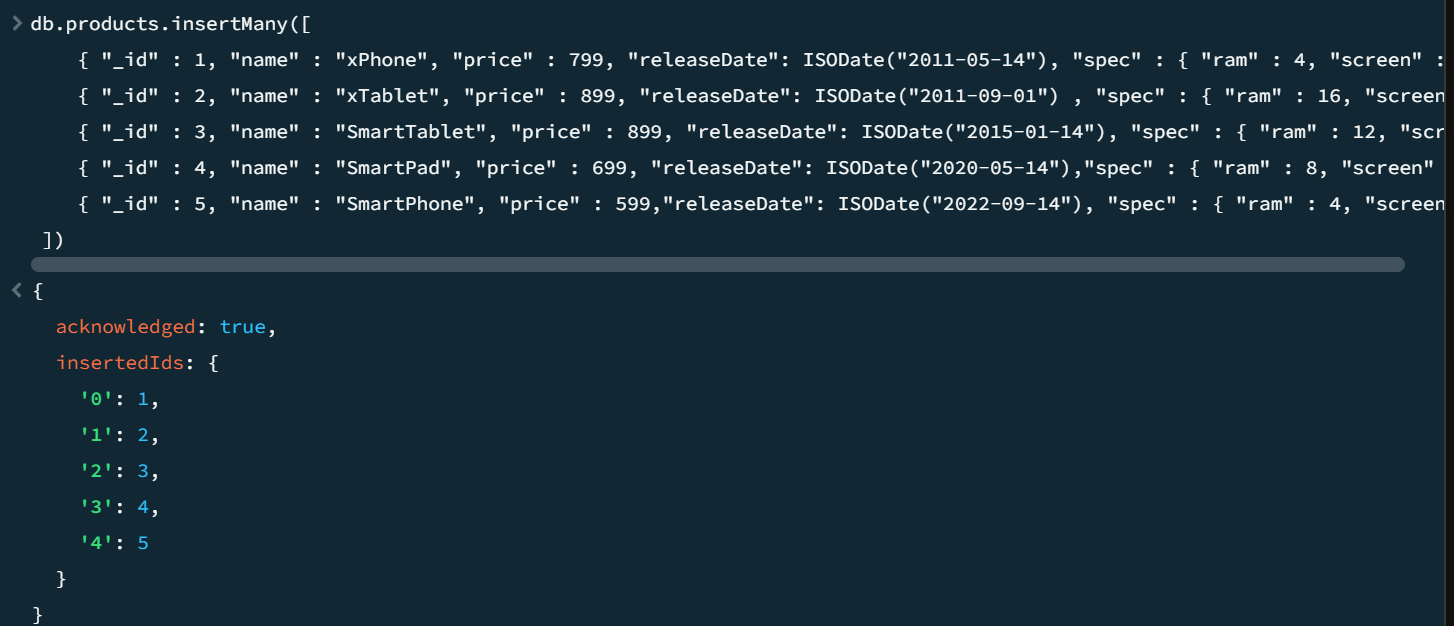 > db.products.insertMany([
{ "_id" : 1, "name" : "xPhone", "price" : 799, "releaseDate": ISODate("2011-05-14"), "spec" : { "ram" : 4, "screen" :
{ "_id" : 2, "name" : "xTablet", "price" : 899, "releaseDate": ISODate("2011-09-01") , "spec" : { "ram" : 16, "screen
{ "_id" : 3, "name" : "SmartTablet", "price" : 899, "releaseDate": ISODate("2015-01-14"), "spec" : { "ram" : 12, "scr
{ "_id" : 4, "name" : "SmartPad", "price" : 699, "releaseDate": ISODate("2020-05-14"),"spec" : { "ram" : 8, "screen"
{ "_id" : 5, "name" : "SmartPhone", "price" : 599,"releaseDate": ISODate("2022-09-14"), "spec" : { "ram" : 4, "screen
])
< {
acknowledged: true,
insertedIds: {
'0': 1,
'1': 2,
'2': 3,
'3': 4,
'4': 5
}
}